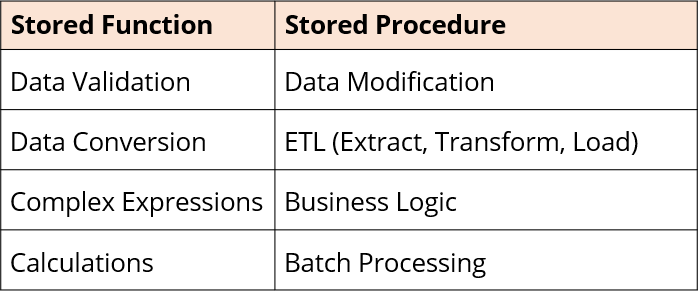 Stored Function Stored Procedure
Data Validation Data Modification
Data Conversion ETL (Extract, Transform, Load)
Complex Expressions Business Logic
Calculations Batch Processing